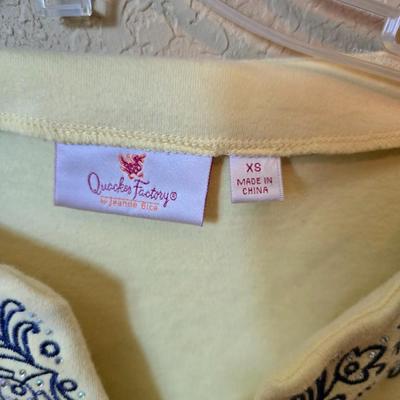 Quacker Factory®
by Jeanne Bice
XS
MADE IN
CHINA